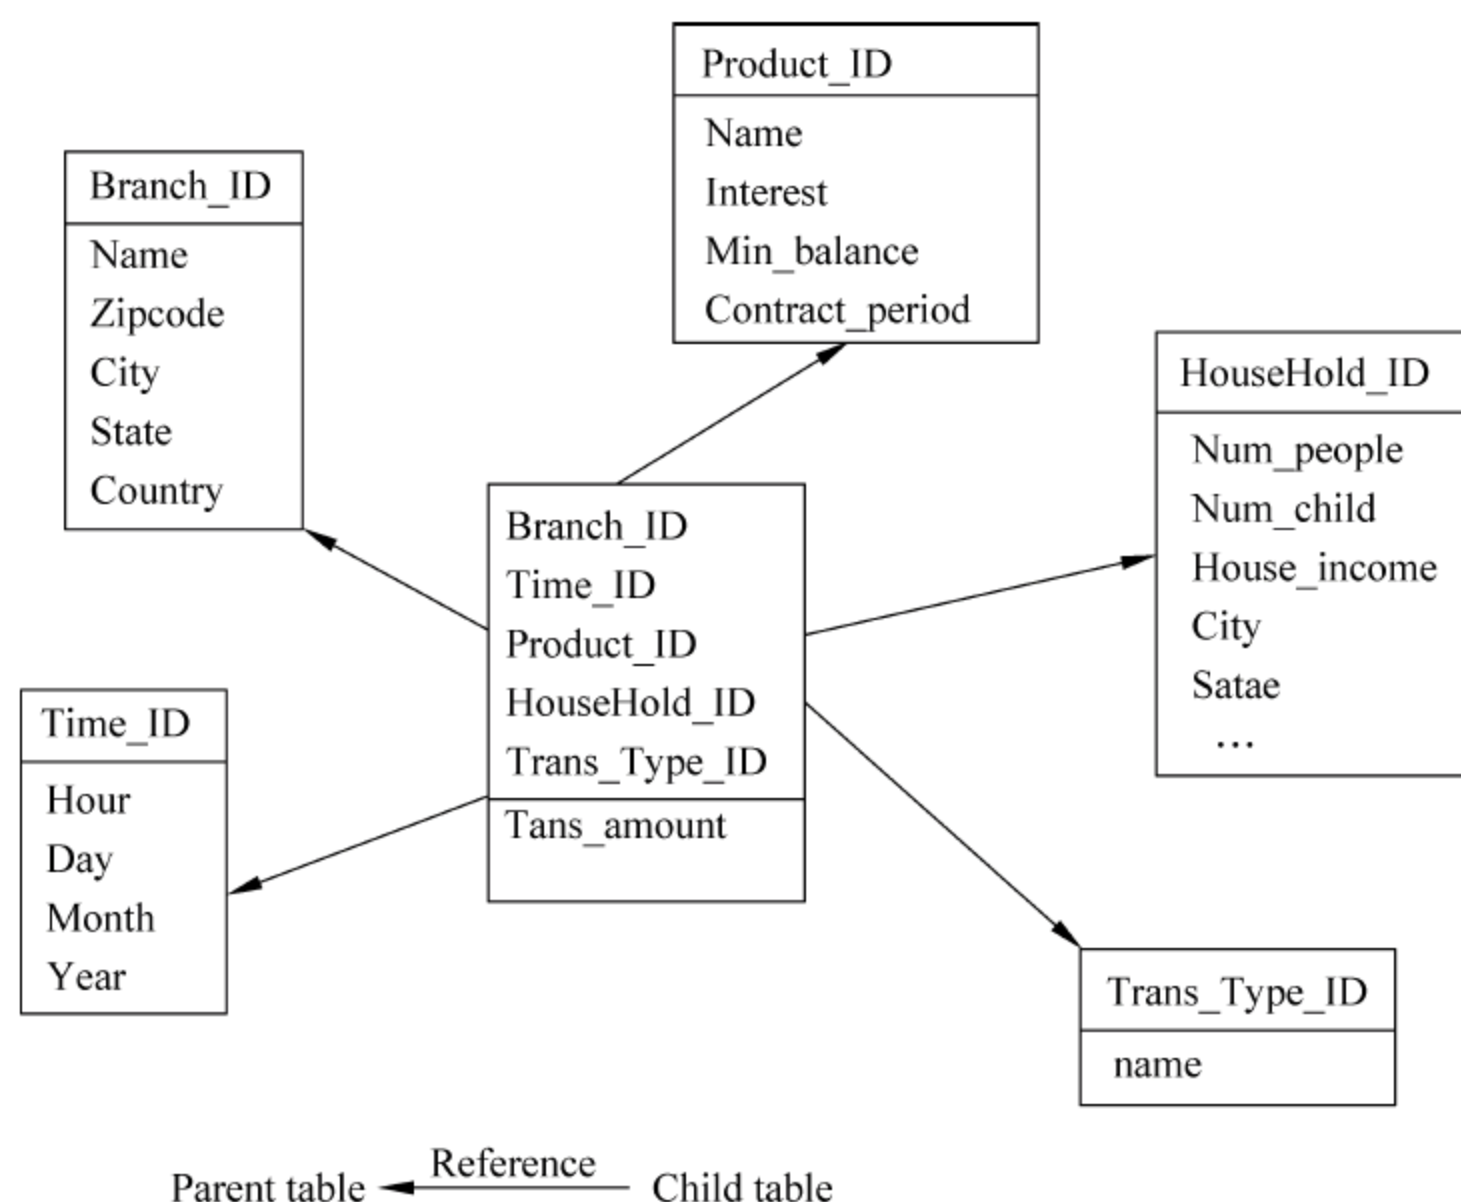 Product_ID
Name
Interest
Min_balance
Contract_period
Branch_ID
Name
Zipcode
City
State
Country
HouseHold_ID
Num_people
Num_child
House_income
City
Satae
...
Branch_ID
Time_ID
Product_ID
HouseHold_ID
Trans_Type_ID
Tans_amount
Time_ID
Hour
Day
Month
Year
Trans_Type_ID
name
Parent table Reference Child table